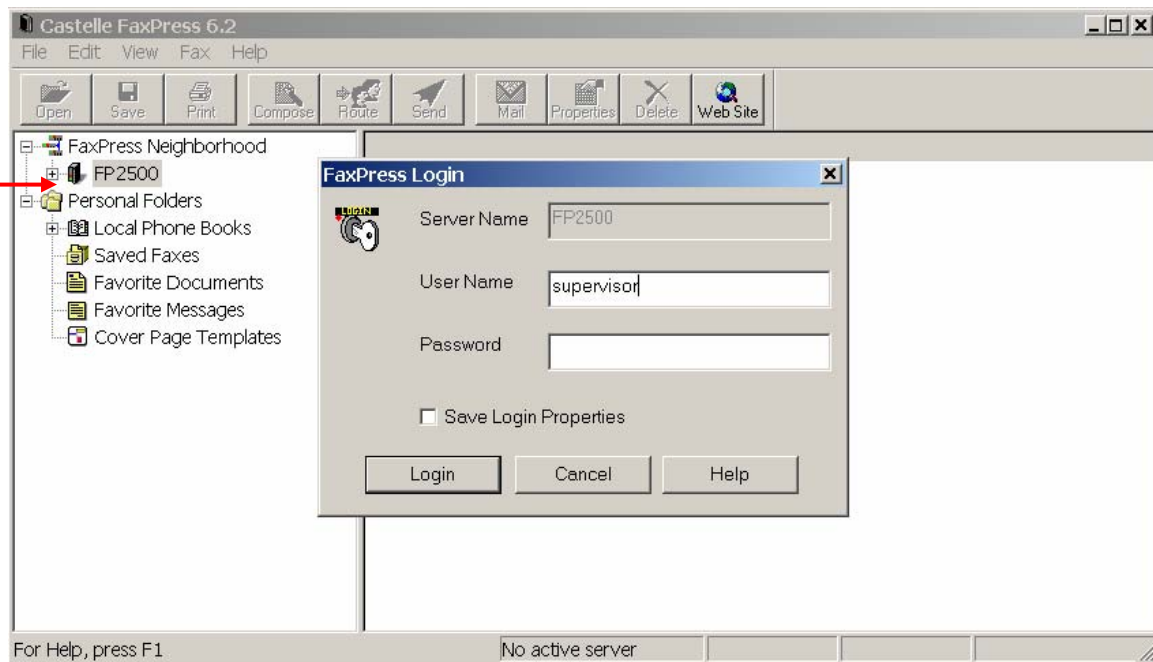 Castelle FaxPress 6.2
File Edit View Fax Help
Open Save Print Compose Route Send Mail Properties Delete Web Site
FaxPress Neighborhood
FP2500
Personal Folders
Local Phone Books
Saved Faxes
Favorite Documents
Favorite Messages
Cover Page Templates
FaxPress Login
LOGIN
Server Name FP2500
User Name supervisor
Password
Save Login Properties
Login Cancel Help
For Help, press F1 No active server